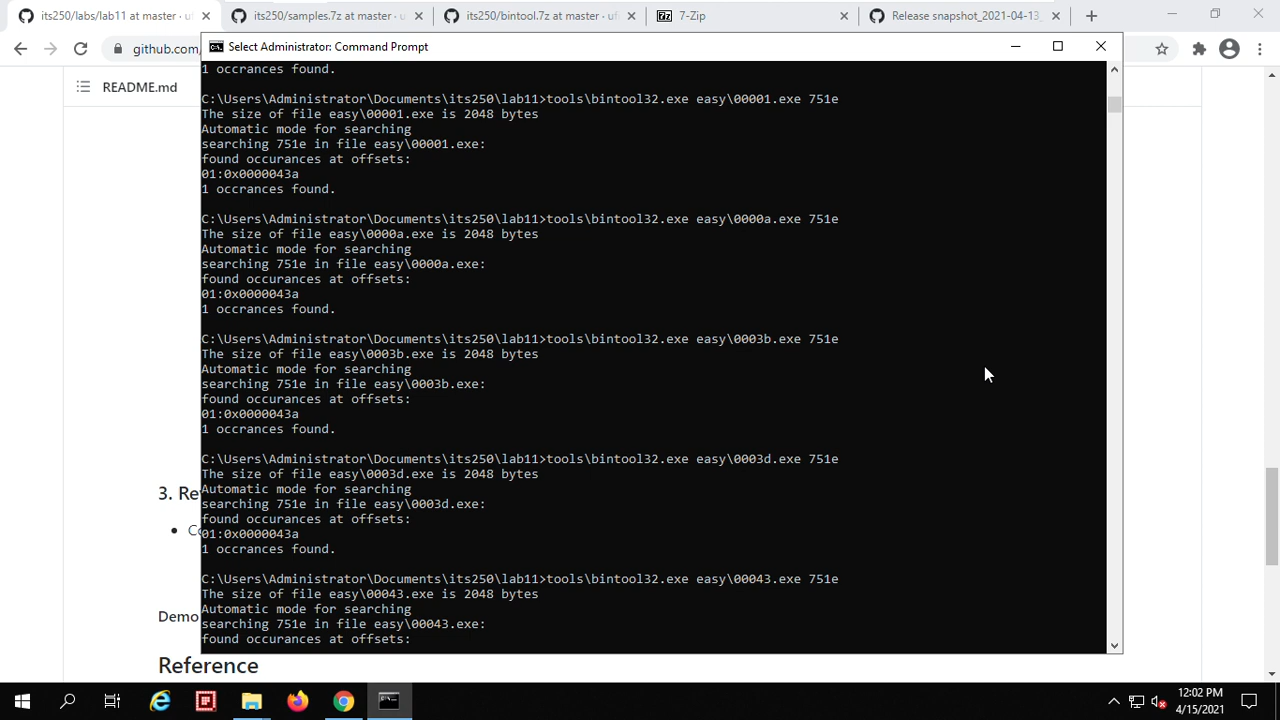 its250/labs/lab11 at master · u
its250/samples.7z at master · u
its250/bintool.7z at master · ufi
7z 7-Zip
Release snapshot_2021-04-13_
github.com
README.md
Select Administrator: Command Prompt
1 occrances found.
C:\Users\Administrator\Documents\its250\lab11>tools\bintool32.exe easy\00001.exe 751e
The size of file easy\00001.exe is 2048 bytes
Automatic mode for searching
searching 751e in file easy\00001.exe:
found occurances at offsets:
01:0x0000043a
1 occrances found.
C:\Users\Administrator\Documents\its250\lab11>tools\bintool32.exe easy\0000a.exe 751e
The size of file easy\0000a.exe is 2048 bytes
Automatic mode for searching
searching 751e in file easy\0000a.exe:
found occurances at offsets:
01:0x0000043a
1 occrances found.
C:\Users\Administrator\Documents\its250\lab11>tools\bintool32.exe easy\0003b.exe 751e
The size of file easy\0003b.exe is 2048 bytes
Automatic mode for searching
searching 751e in file easy\0003b.exe:
found occurances at offsets:
01:0x0000043a
1 occrances found.
C:\Users\Administrator\Documents\its250\lab11>tools\bintool32.exe easy\0003d.exe 751e
The size of file easy\0003d.exe is 2048 bytes
Automatic mode for searching
searching 751e in file easy\0003d.exe:
found occurances at offsets:
01:0x0000043a
1 occrances found.
C:\Users\Administrator\Documents\its250\lab11>tools\bintool32.exe easy\00043.exe 751e
The size of file easy\00043.exe is 2048 bytes
Automatic mode for searching
searching 751e in file easy\00043.exe:
found occurances at offsets:
3. Re
Demo
Reference
12:02 PM
4/15/2021